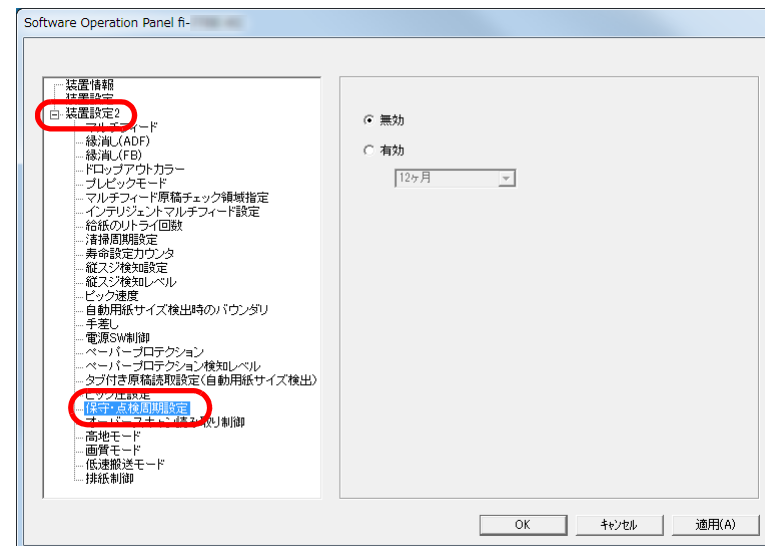 Software Operation Panel fi-
装置情報
装置設定
装置設定2
マルチフィード
縁消し(ADF)
縁消し(FB)
ドロップアウトカラー
プレピックモード
マルチフィード原稿チェック領域指定
インテリジェントマルチフィード設定
給紙のリトライ回数
清掃周期設定
寿命設定カウンタ
縦スジ検知設定
縦スジ検知レベル
ピック速度
自動用紙サイズ検出時のバウンダリ
手差し
電源SW制御
ペーパープロテクション
ペーパープロテクション検知レベル
タブ付き原稿読取設定(自動用紙サイズ検出)
ピック圧設定
保守・点検周期設定
オーバースキャン読み取り制御
高地モード
画質モード
低速搬送モード
排紙制御
無効
有効
12ヶ月
OK キャンセル 適用(A)